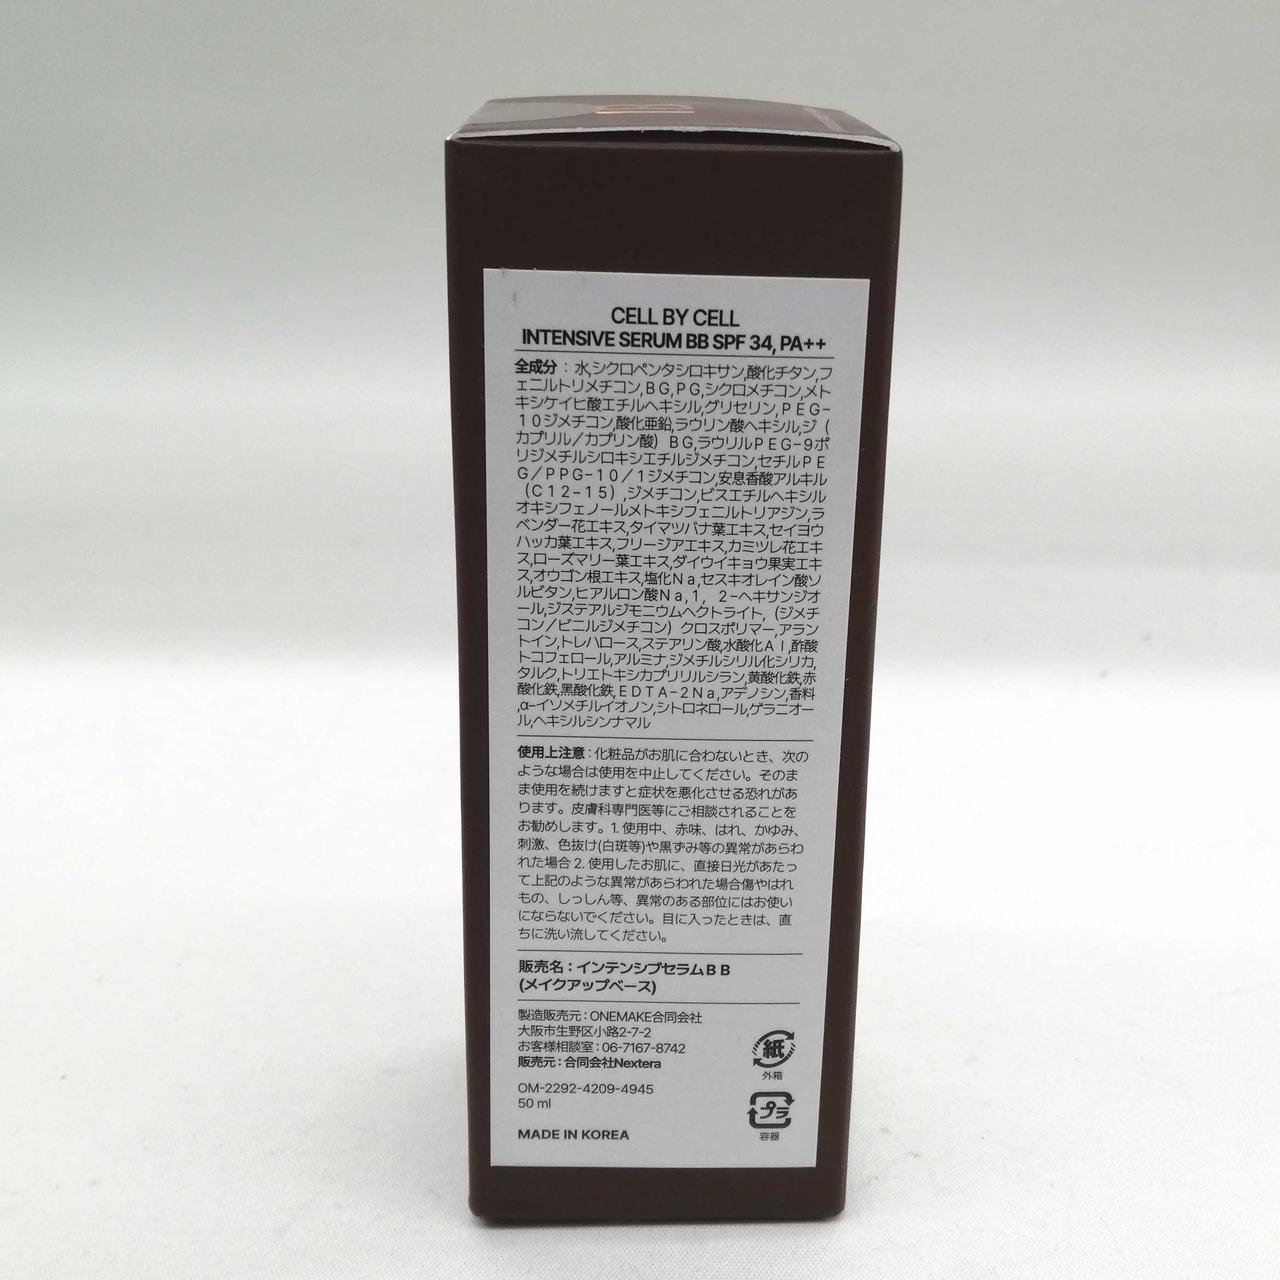 CELL BY CELL
INTENSIVE SERUM BB SPF 34, PA++
全成分：水,シクロペンタシロキサン,酸化チタン,フ
ェニルトリメチコン,BG,PG,シクロメチコン,メト
キシケイヒ酸エチルヘキシル,グリセリン,PEG-
10ジメチコン,酸化亜鉛,ラウリン酸ヘキシル,ジ（
カプリル／カプリン酸）BG,ラウリルPEG-9ポ
リジメチルシロキシエチルジメチコン,セチルPE
G／PPG-10／1ジメチコン,安息香酸アルキル
（C12-15）,ジメチコン,ビスエチルヘキシル
オキシフェノールメトキシフェニルトリアジン,ラ
ベンダー花エキス,タイマツバナ葉エキス,セイヨウ
ハッカ葉エキス,フリージアエキス,カミツレ花エキ
ス,ローズマリー葉エキス,ダイウイキョウ果実エキ
ス,オウゴン根エキス,塩化Na,セスキオレイン酸ソ
ルビタン,ヒアルロン酸Na,1，2-ヘキサンジオ
ール,ジステアルジモニウムヘクトライト,（ジメチ
コン／ビニルジメチコン）クロスポリマー,アラン
トイン,トレハロース,ステアリン酸,水酸化Al,酢酸
トコフェロール,アルミナ,ジメチルシリル化シリカ,
タルク,トリエトキシカプリリルシラン,黄酸化鉄,赤
酸化鉄,黒酸化鉄,EDTA-2Na,アデノシン,香料
,α-イソメチルイオノン,シトロネロール,ゲラニオー
ル,ヘキシルシンナマル
使用上注意：化粧品がお肌に合わないとき、次の
ような場合は使用を中止してください。そのま
ま使用を続けますと症状を悪化させる恐れがあ
ります。皮膚科専門医等にご相談されることを
お勧めします。1. 使用中、赤味、はれ、かゆみ、
刺激、色抜け(白斑等)や黒ずみ等の異常があらわ
れた場合 2. 使用したお肌に、直接日光があたっ
て上記のような異常があらわれた場合傷やはれ
もの、しっしん等、異常のある部位にはお使い
にならないでください。目に入ったときは、直
ちに洗い流してください。
販売名：インテンシブセラムＢＢ
(メイクアップベース)
製造販売元：ONEMAKE合同会社
大阪市生野区小路2-7-2
お客様相談室：06-7167-8742
販売元：合同会社Nextera
OM-2292-4209-4945
50 ml
MADE IN KOREA
紙
外箱
プラ
容器